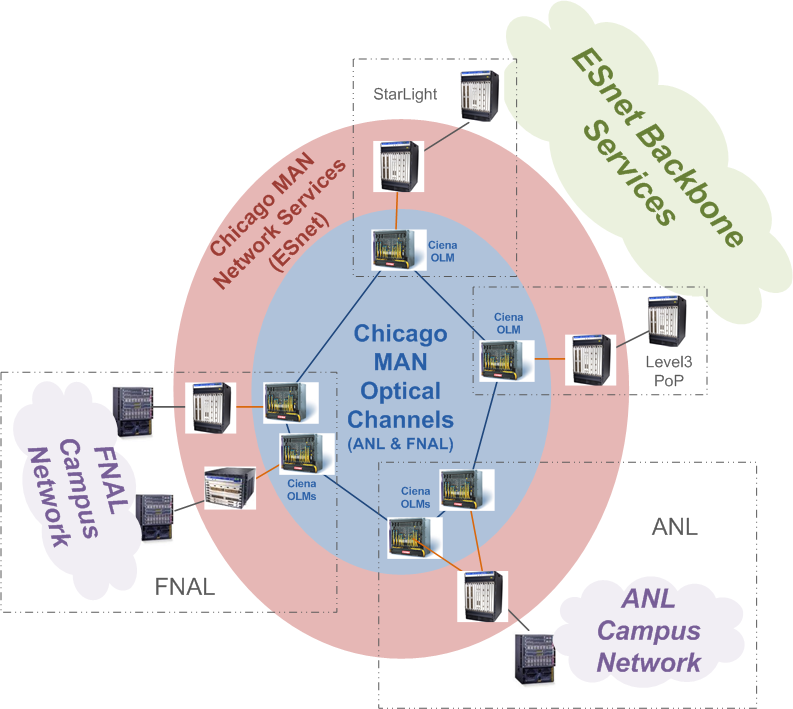 ESnet Backbone
Services
StarLight
Chicago MAN
Network Services
(ESnet)
Ciena
OLM
Ciena
OLM
Level3
PoP
Chicago
MAN
Optical
Channels
(ANL & FNAL)
FNAL
Campus
Network
Ciena
OLMs
Ciena
OLMs
FNAL
ANL
ANL
Campus
Network